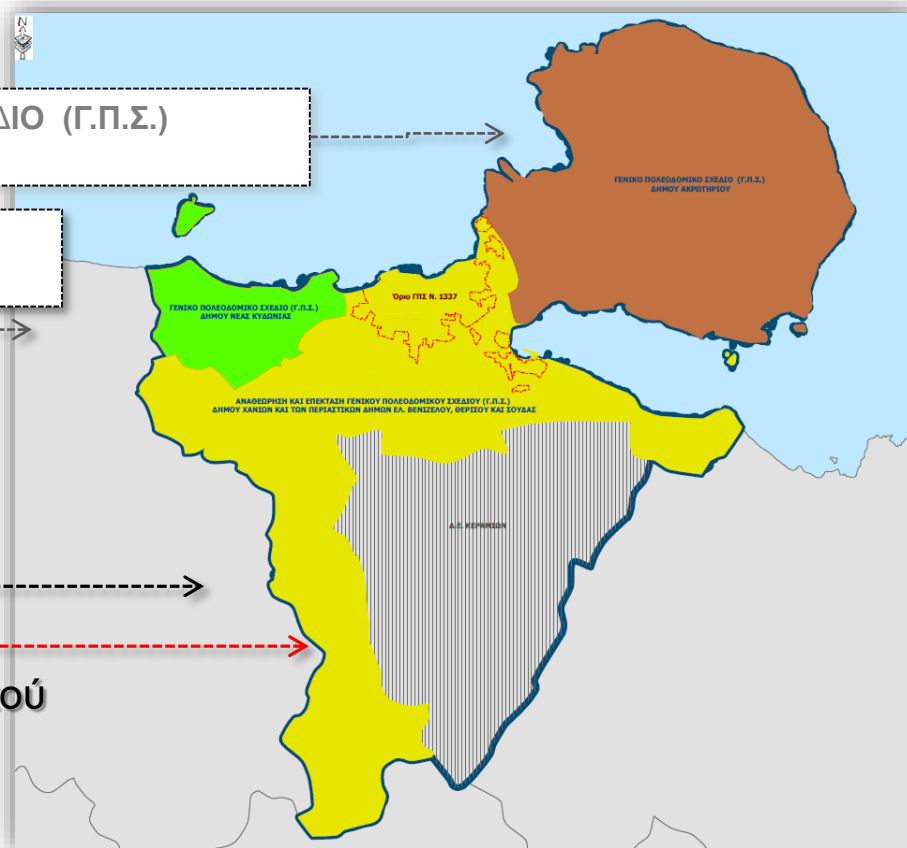 N
ΔΙΟ (Γ.Π.Σ.)
ΓΕΝΙΚΟ ΠΟΛΕΟΔΟΜΙΚΟ ΣΧΕΔΙΟ (Γ.Π.Σ.)
ΔΗΜΟΥ ΑΚΡΩΤΗΡΙΟΥ
Όριο ΓΠΣ Ν. 1337
ΓΕΝΙΚΟ ΠΟΛΕΟΔΟΜΙΚΟ ΣΧΕΔΙΟ (Γ.Π.Σ.)
ΔΗΜΟΥ ΝΕΑΣ ΚΥΔΩΝΙΑΣ
ΑΝΑΘΕΩΡΗΣΗ ΚΑΙ ΕΠΕΚΤΑΣΗ ΓΕΝΙΚΟΥ ΠΟΛΕΟΔΟΜΙΚΟΥ ΣΧΕΔΙΟΥ (Γ.Π.Σ.)
ΔΗΜΟΥ ΧΑΝΙΩΝ ΚΑΙ ΤΩΝ ΠΕΡΙΑΣΤΙΚΩΝ ΔΗΜΩΝ ΕΛ. ΒΕΝΙΖΕΛΟΥ, ΘΕΡΙΣΟΥ ΚΑΙ ΣΟΥΔΑΣ
Δ.Ε. ΚΕΡΑΜΙΩΝ
ού